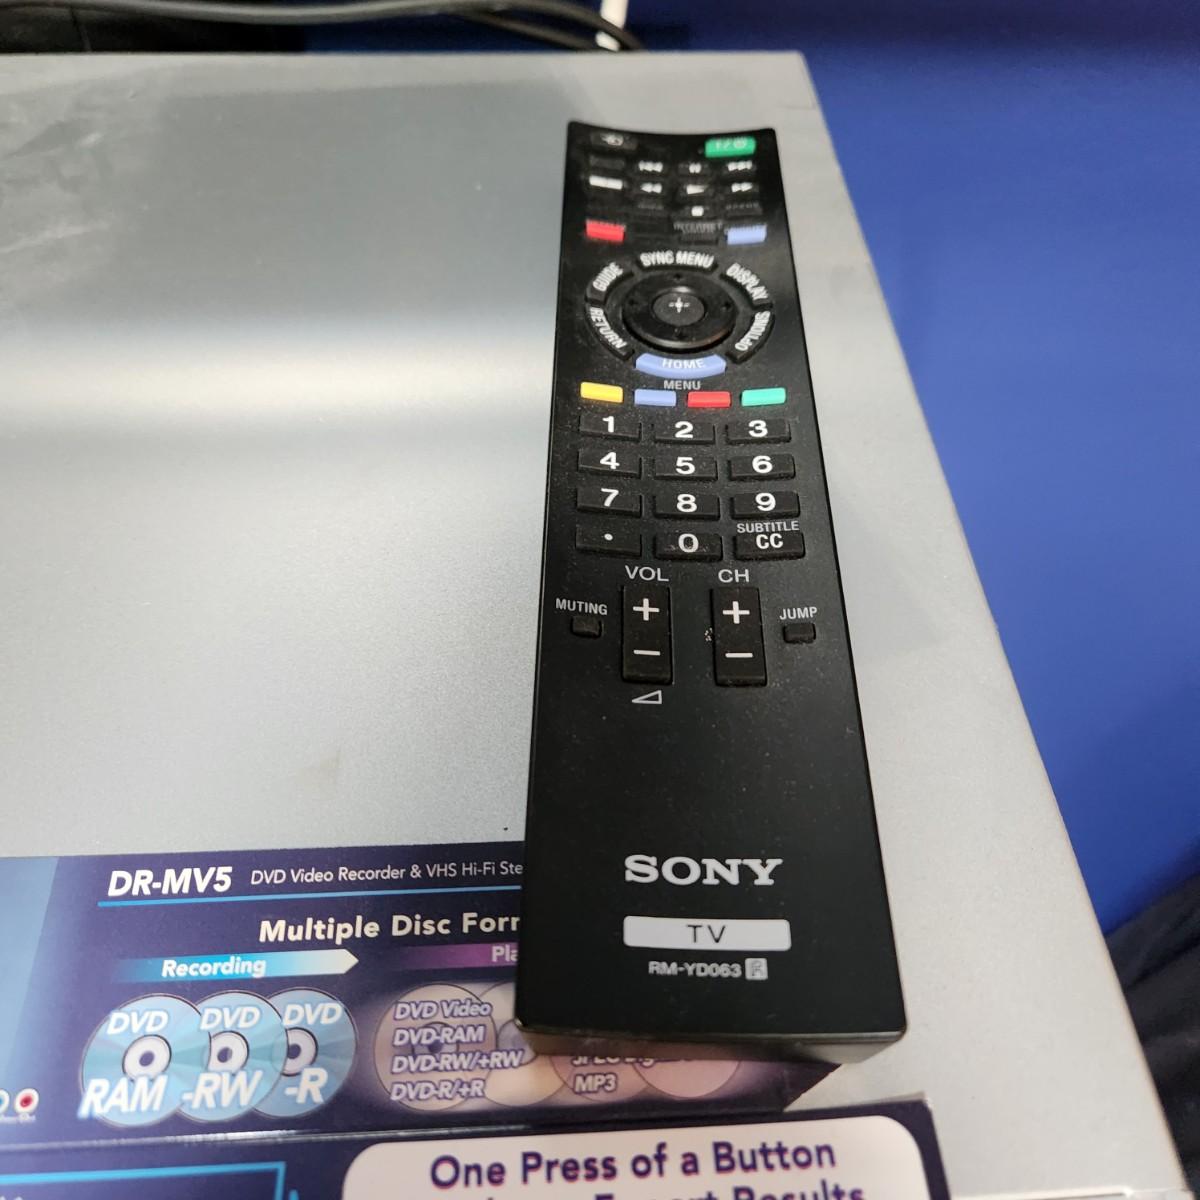 I/⏻
INTERNET
SYNC MENU
GUIDE
DISPLAY
RETURN
OPTIONS
HOME
MENU
1 2 3
4 5 6
7 8 9
SUBTITLE
• 0 CC
VOL CH
MUTING + + JUMP
− −
SONY
TV
RM-YD063
DR-MV5 DVD Video Recorder & VHS Hi-Fi Ste
Multiple Disc Form
Recording Pla
DVD RAM DVD -RW DVD -R
DVD Video
DVD-RAM
DVD-RW/+RW
DVD-R/+R
MP3
One Press of a Button